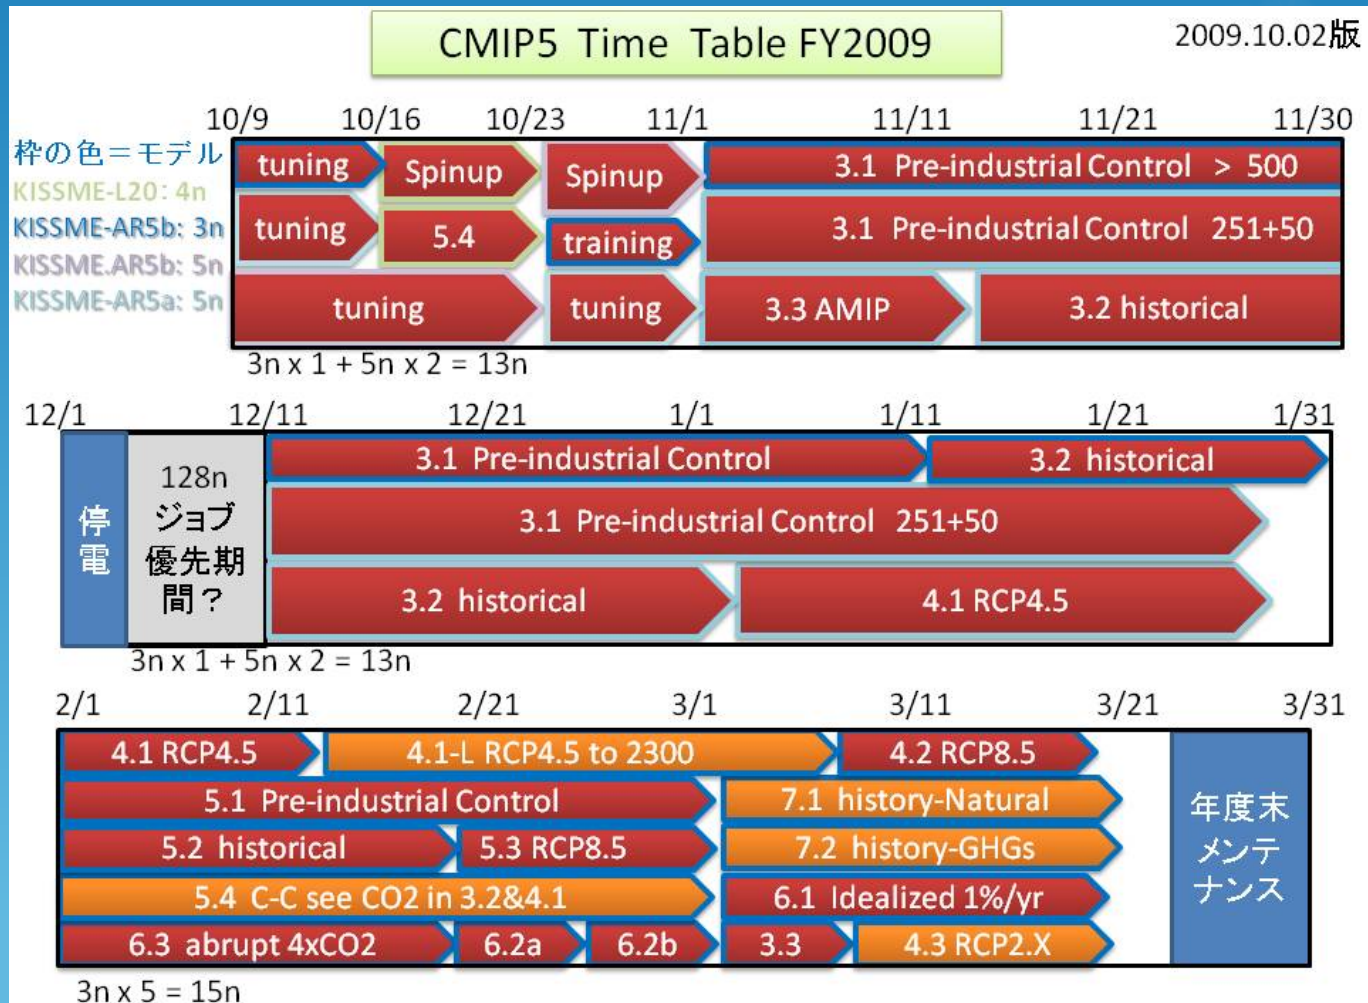 CMIP5 Time Table FY2009
2009.10.02版
10/9 10/16 10/23 11/1 11/11 11/21 11/30
枠の色＝モデル
KISSME-L20: 4n
KISSME-AR5b: 3n
KISSME.AR5b: 5n
KISSME-AR5a: 5n
tuning Spinup Spinup 3.1 Pre-industrial Control > 500
tuning 5.4 training 3.1 Pre-industrial Control 251+50
tuning tuning 3.3 AMIP 3.2 historical
3n x 1 + 5n x 2 = 13n
12/1 12/11 12/21 1/1 1/11 1/21 1/31
停
電
128n
ジョブ
優先期
間？
3.1 Pre-industrial Control 3.2 historical
3.1 Pre-industrial Control 251+50
3.2 historical 4.1 RCP4.5
3n x 1 + 5n x 2 = 13n
2/1 2/11 2/21 3/1 3/11 3/21 3/31
4.1 RCP4.5 4.1-L RCP4.5 to 2300 4.2 RCP8.5
5.1 Pre-industrial Control 7.1 history-Natural
5.2 historical 5.3 RCP8.5 7.2 history-GHGs
5.4 C-C see CO2 in 3.2&4.1 6.1 Idealized 1%/yr
6.3 abrupt 4xCO2 6.2a 6.2b 3.3 4.3 RCP2.X
年度末
メンテ
ナンス
3n x 5 = 15n